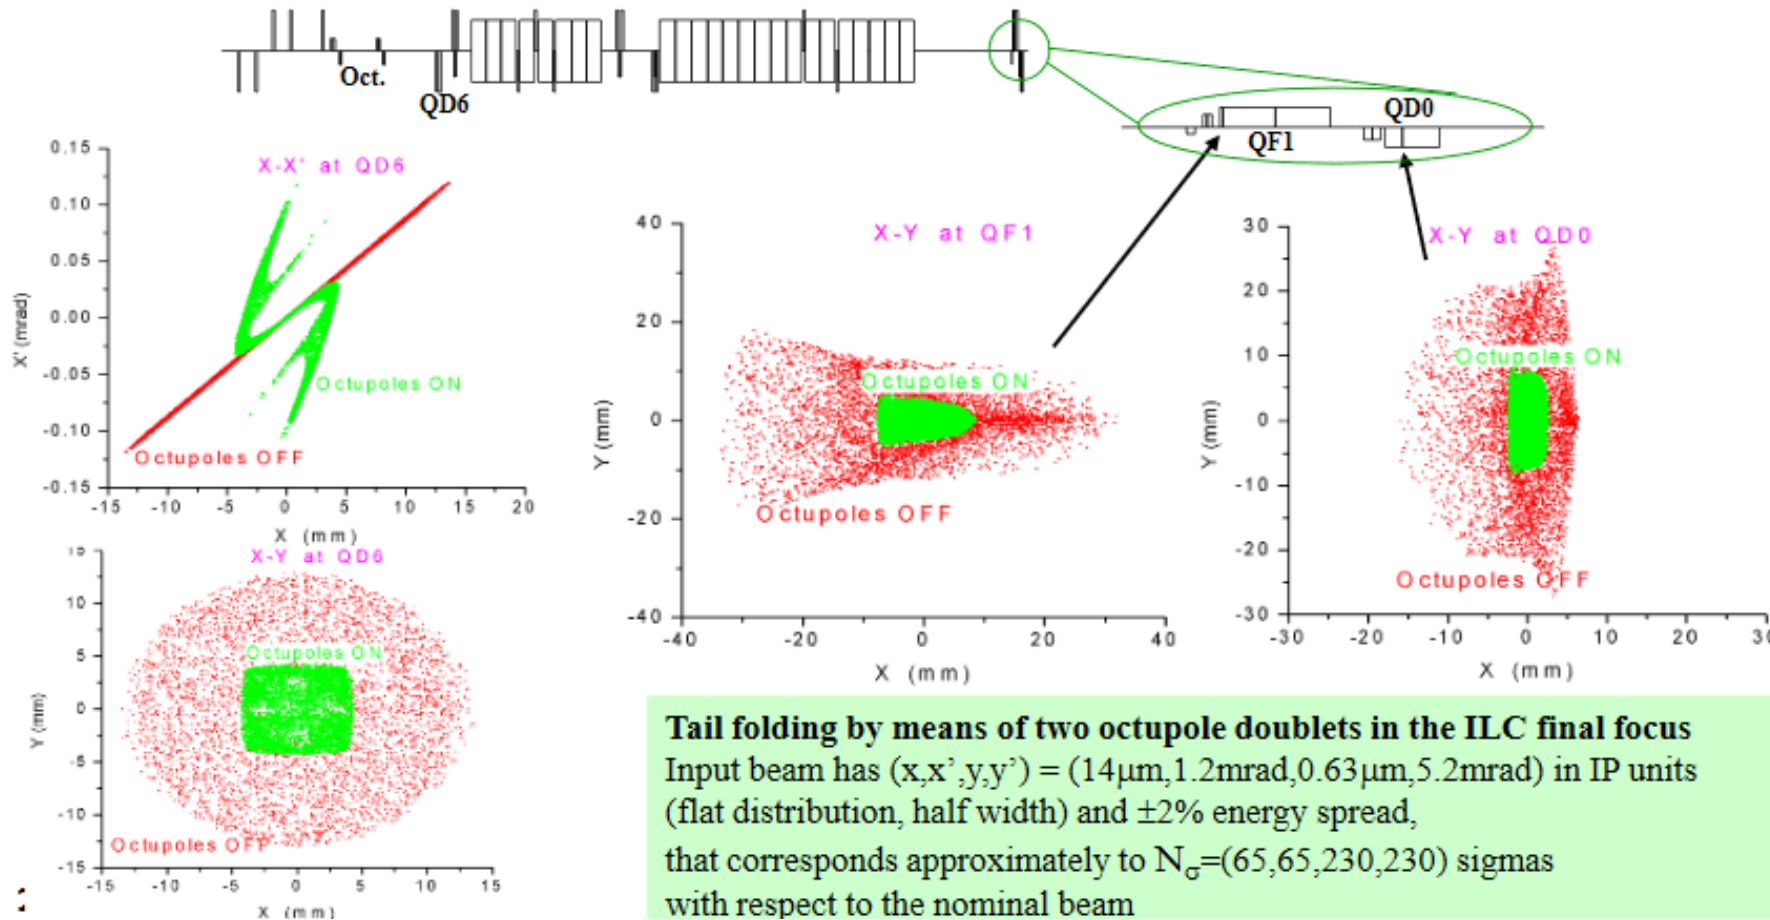 Oct.
QD6
QD0
QF1
X-X' at QD6
0.15
0.10
0.05
0.00
-0.05
-0.10
-0.15
X' (mrad)
Octupoles ON
Octupoles OFF
-15
-10
-5
0
5
10
15
20
X (mm)
X-Y at QF1
40
20
0
-20
-40
Y (mm)
Octupoles ON
Octupoles OFF
-40
-20
0
20
40
X (mm)
X-Y at QD0
30
20
10
0
-10
-20
-30
Y (mm)
Octupoles ON
Octupoles OFF
-30
-20
-10
0
10
20
30
X (mm)
X-Y at QD6
15
10
5
0
-5
-10
-15
Y (mm)
Octupoles ON
Octupoles OFF
-15
-10
-5
0
5
10
15
X (mm)
Tail folding by means of two octupole doublets in the ILC final focus
Input beam has (x,x’,y,y’) = (14μm,1.2mrad,0.63μm,5.2mrad) in IP units
(flat distribution, half width) and ±2% energy spread,
that corresponds approximately to Nσ=(65,65,230,230) sigmas
with respect to the nominal beam